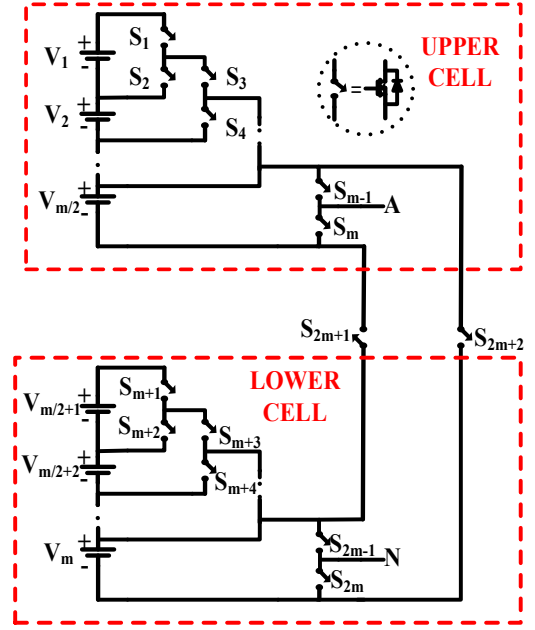 UPPER
CELL
+
V1
-
S1
S2
S3
+
V2
-
S4
=
+
Vm/2
-
Sm-1
A
Sm
S2m+1
S2m+2
LOWER
CELL
+
Vm/2+1
-
Sm+1
Sm+2
Sm+3
+
Vm/2+2
-
Sm+4
+
Vm
-
S2m-1
N
S2m